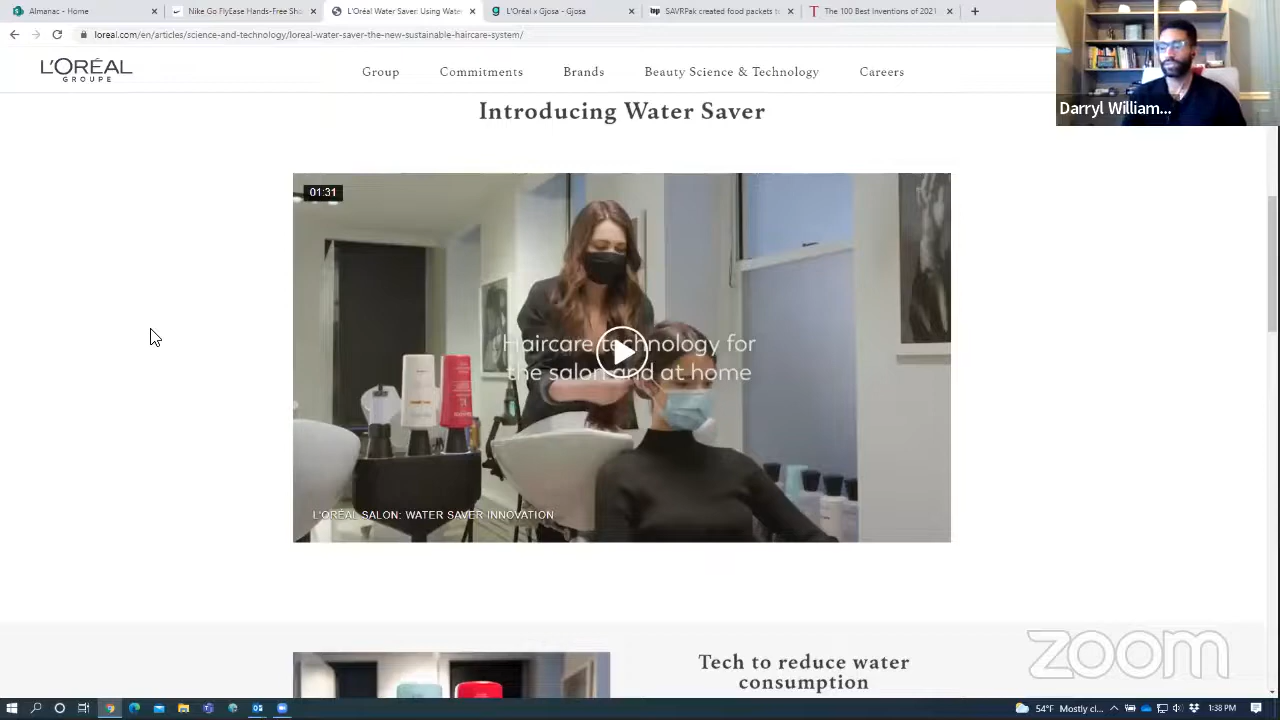 Almanac - Home
Nike Go FlyEase Hands-Free Sho
L'Oréal Water Saver: Using Water
L'Oréal x Gjosa - Gjosa
SAVRPak created food packets to
The 100 Best Inventions of 2021
loreal.com/en/articles/science-and-technology/loreal-water-saver-the-new-sustainable-haircare-system/
L'ORÉAL
GROUPE
Group
Commitments
Brands
Beauty Science & Technology
Careers
Darryl William...
Introducing Water Saver
01:31
Haircare technology for
the salon and at home
L'ORÉAL SALON: WATER SAVER INNOVATION
Tech to reduce water
consumption
zoom
54°F Mostly cl...
1:38 PM